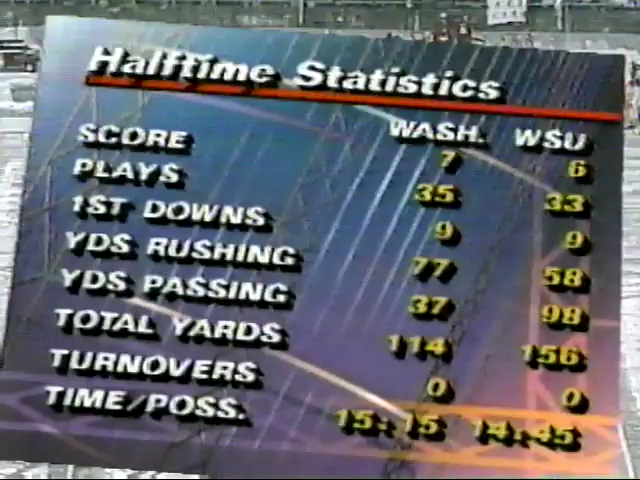 Halftime Statistics
WASH. WSU
SCORE 7 6
PLAYS 35 33
1ST DOWNS 9 9
YDS RUSHING 77 58
YDS PASSING 37 98
TOTAL YARDS 114 156
TURNOVERS 0 0
TIME/POSS. 15:15 14:45